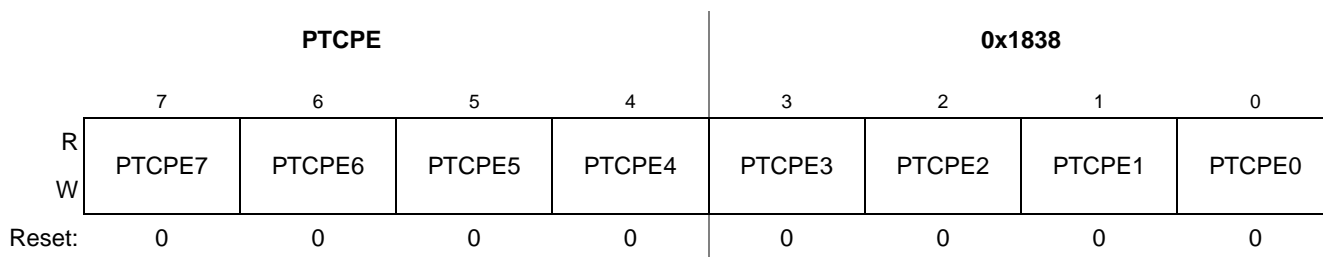 PTCPE 0x1838
7 6 5 4 3 2 1 0
R
PTCPE7 PTCPE6 PTCPE5 PTCPE4 PTCPE3 PTCPE2 PTCPE1 PTCPE0
W
Reset: 0 0 0 0 0 0 0 0